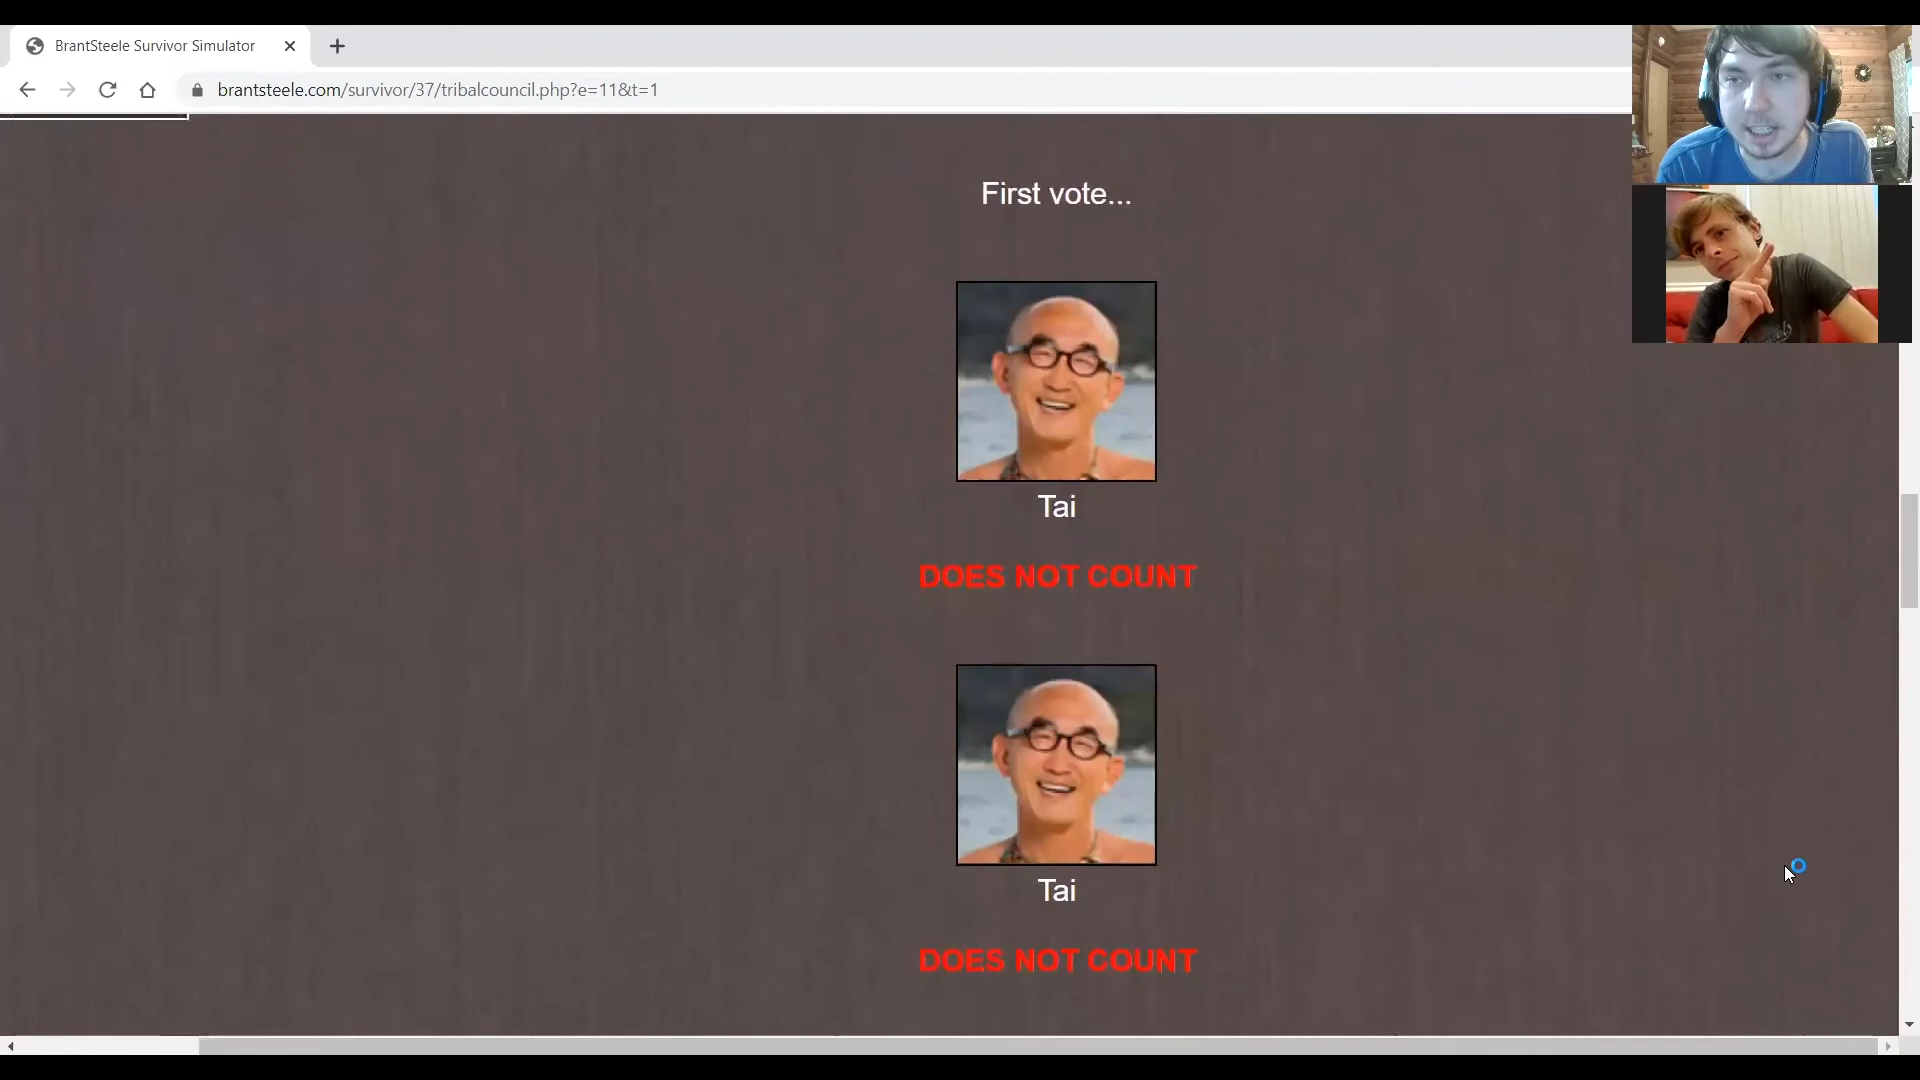 BrantSteele Survivor Simulator
brantsteele.com/survivor/37/tribalcouncil.php?e=11&t=1
First vote...
Tai
DOES NOT COUNT
Tai
DOES NOT COUNT